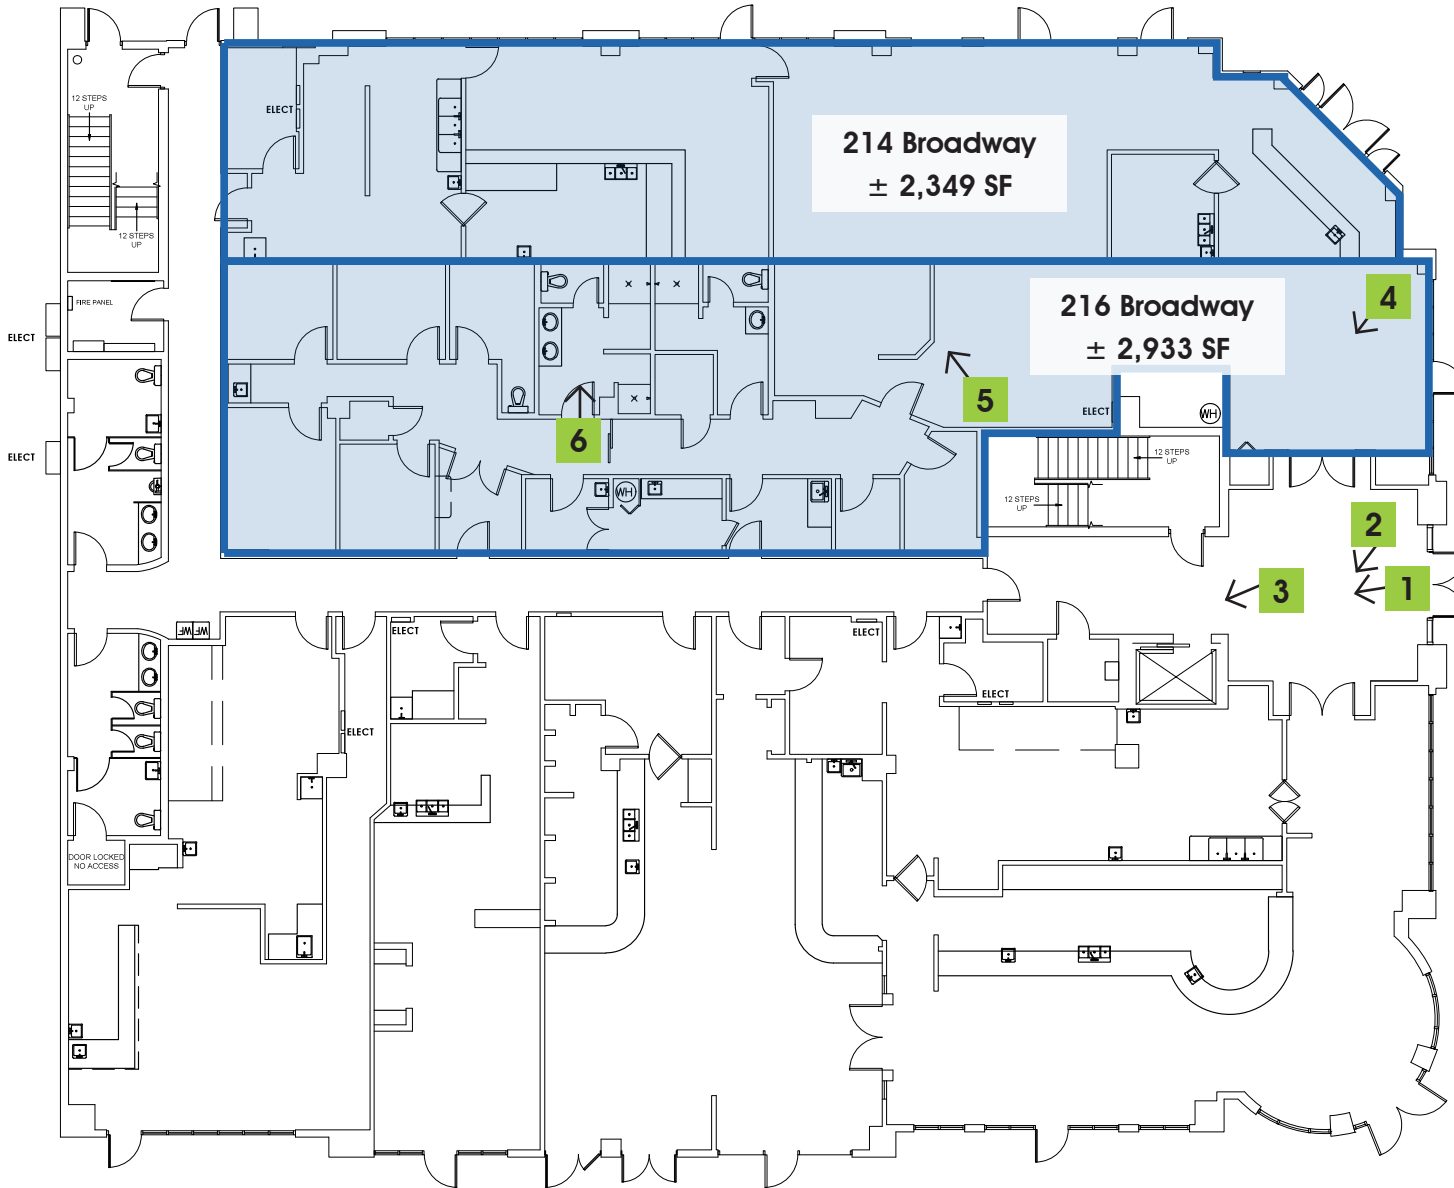 12 STEPS
UP
ELECT
214 Broadway
± 2,349 SF
12 STEPS
UP
216 Broadway
± 2,933 SF
4
FIRE PANEL
ELECT
5
ELECT
WH
6
ELECT
12 STEPS
UP
WH
12 STEPS
UP
2
1
3
WF
WF
ELECT
ELECT
ELECT
ELECT
DOOR LOCKED
NO ACCESS